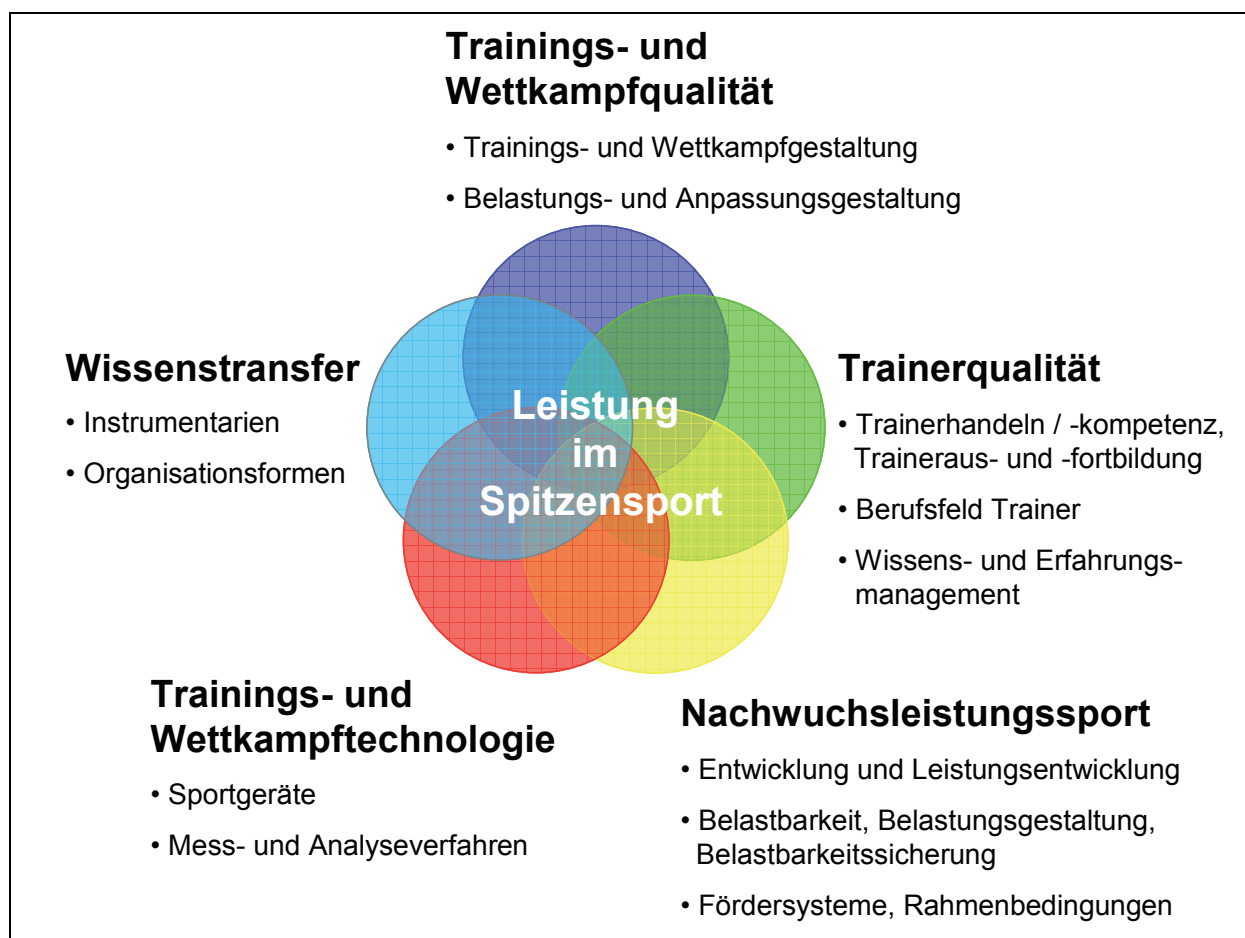 Trainings- und
Wettkampfqualität
• Trainings- und Wettkampfgestaltung
• Belastungs- und Anpassungsgestaltung
Wissenstransfer
• Instrumentarien
• Organisationsformen
Leistung
im
Spitzensport
Trainerqualität
• Trainerhandeln / -kompetenz,
Traineraus- und -fortbildung
• Berufsfeld Trainer
• Wissens- und Erfahrungs-
management
Trainings- und
Wettkampftechnologie
• Sportgeräte
• Mess- und Analyseverfahren
Nachwuchsleistungssport
• Entwicklung und Leistungsentwicklung
• Belastbarkeit, Belastungsgestaltung,
Belastbarkeitssicherung
• Fördersysteme, Rahmenbedingungen